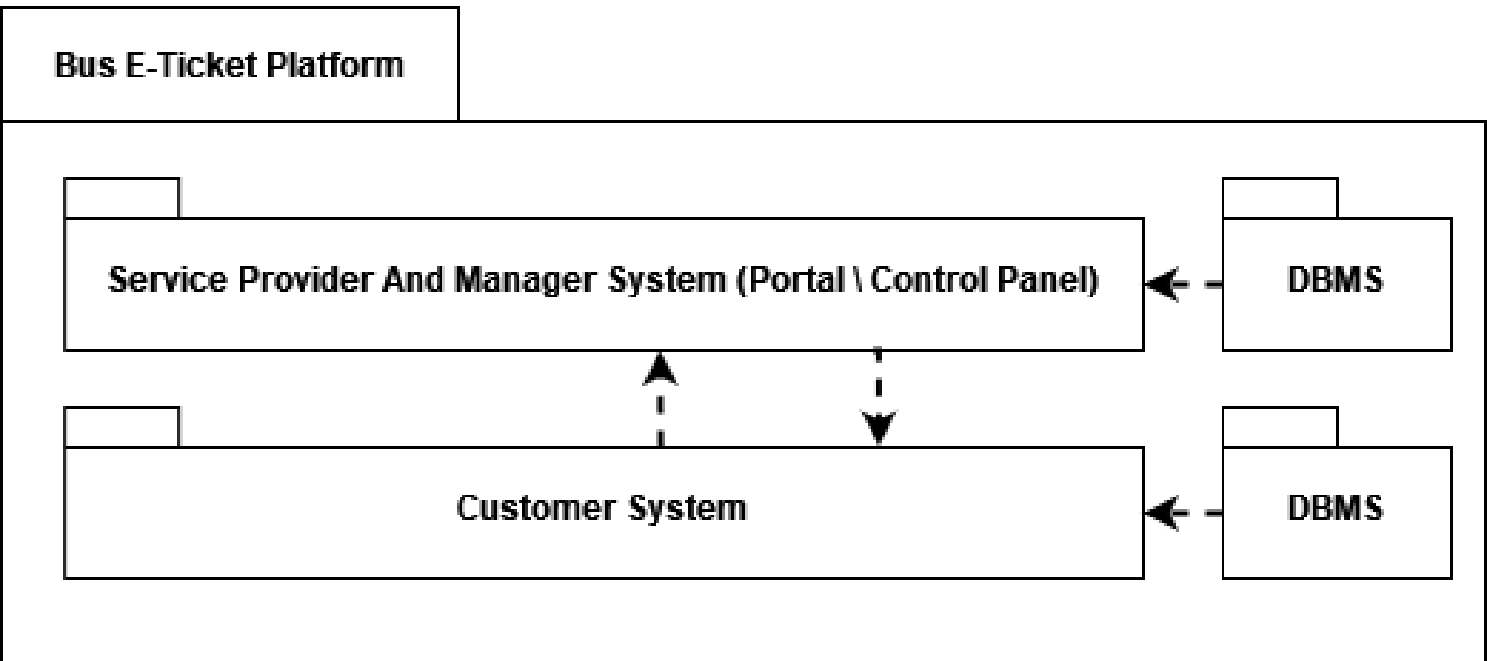 Bus E-Ticket Platform
Service Provider And Manager System (Portal \ Control Panel)
DBMS
Customer System
DBMS